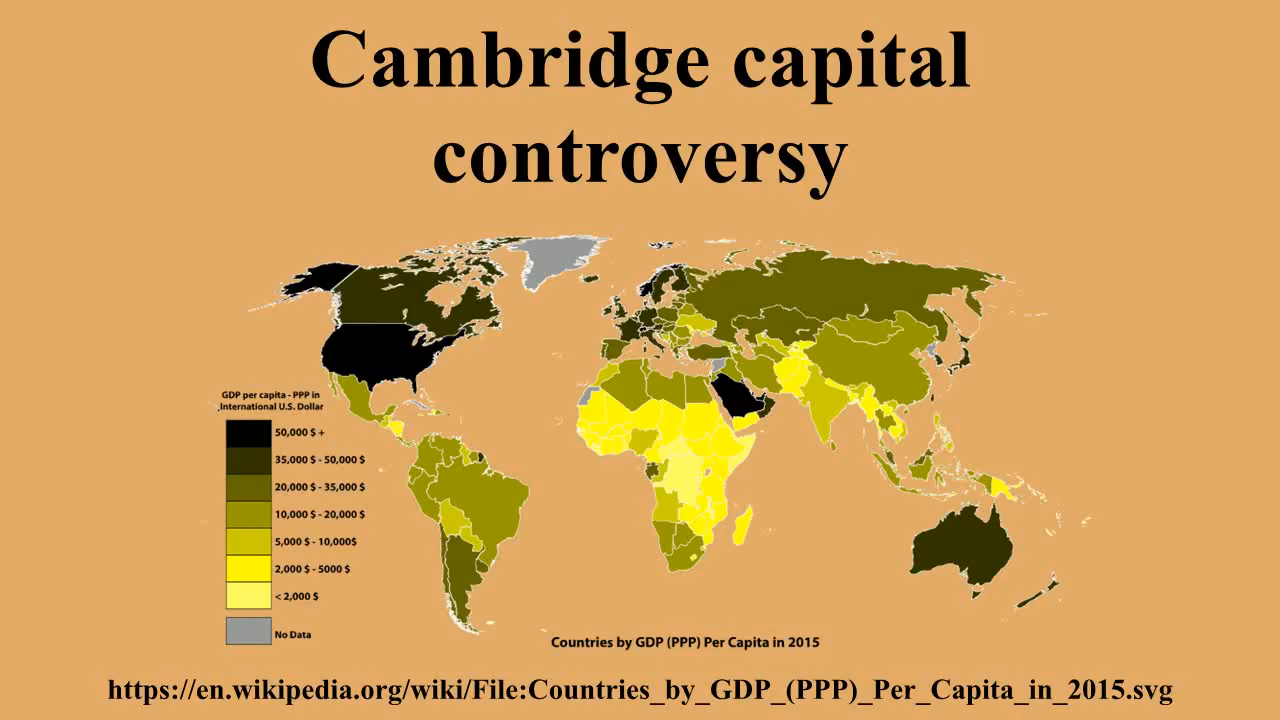 Cambridge capital
controversy
GDP per capita - PPP in
International U.S. Dollar
50,000 $ +
35,000 $ - 50,000 $
20,000 $ - 35,000 $
10,000 $ - 20,000 $
5,000 $ - 10,000$
2,000 $ - 5000 $
< 2,000 $
No Data
Countries by GDP (PPP) Per Capita in 2015
https://en.wikipedia.org/wiki/File:Countries_by_GDP_(PPP)_Per_Capita_in_2015.svg